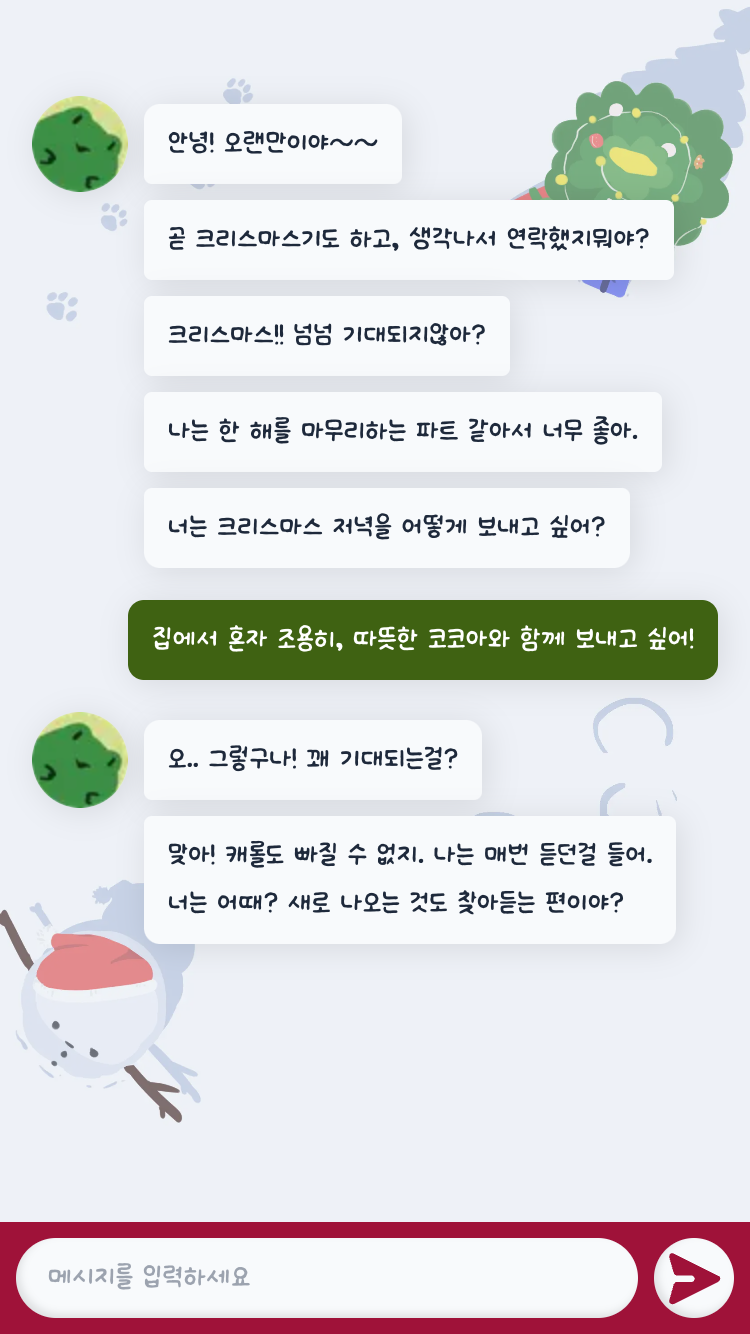 안녕! 오랜만이야~~
곧 크리스마스기도 하고, 생각나서 연락했지뭐야?
크리스마스!! 넘넘 기대되지않아?
나는 한 해를 마무리하는 파트 같아서 너무 좋아.
너는 크리스마스 저녁을 어떻게 보내고 싶어?
집에서 혼자 조용히, 따뜻한 코코아와 함께 보내고 싶어!
오.. 그렇구나! 꽤 기대되는걸?
맞아! 캐롤도 빠질 수 없지. 나는 매번 듣던걸 들어.
너는 어때? 새로 나오는 것도 찾아듣는 편이야?
메시지를 입력하세요